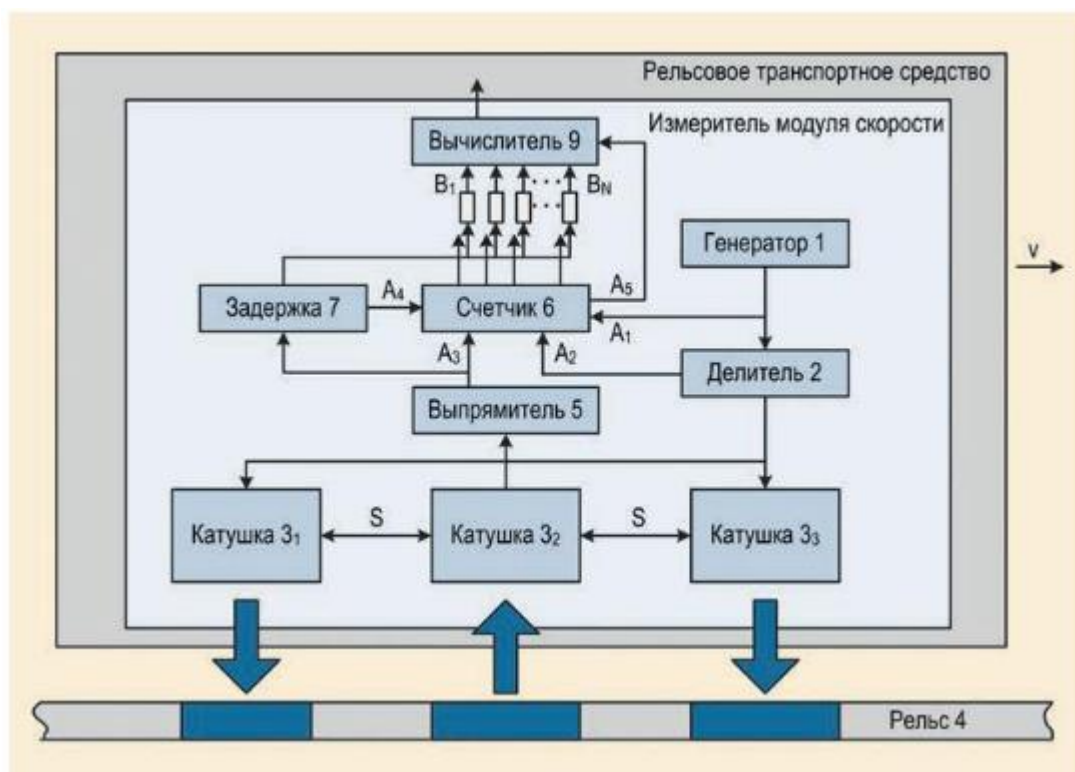 Рельсовое транспортное средство
Измеритель модуля скорости
Вычислитель 9
B₁
Bₙ
Генератор 1
v
Задержка 7
A₄
Счетчик 6
A₅
A₁
A₃
A₂
Делитель 2
Выпрямитель 5
Катушка 3₁
S
Катушка 3₂
S
Катушка 3₃
Рельс 4